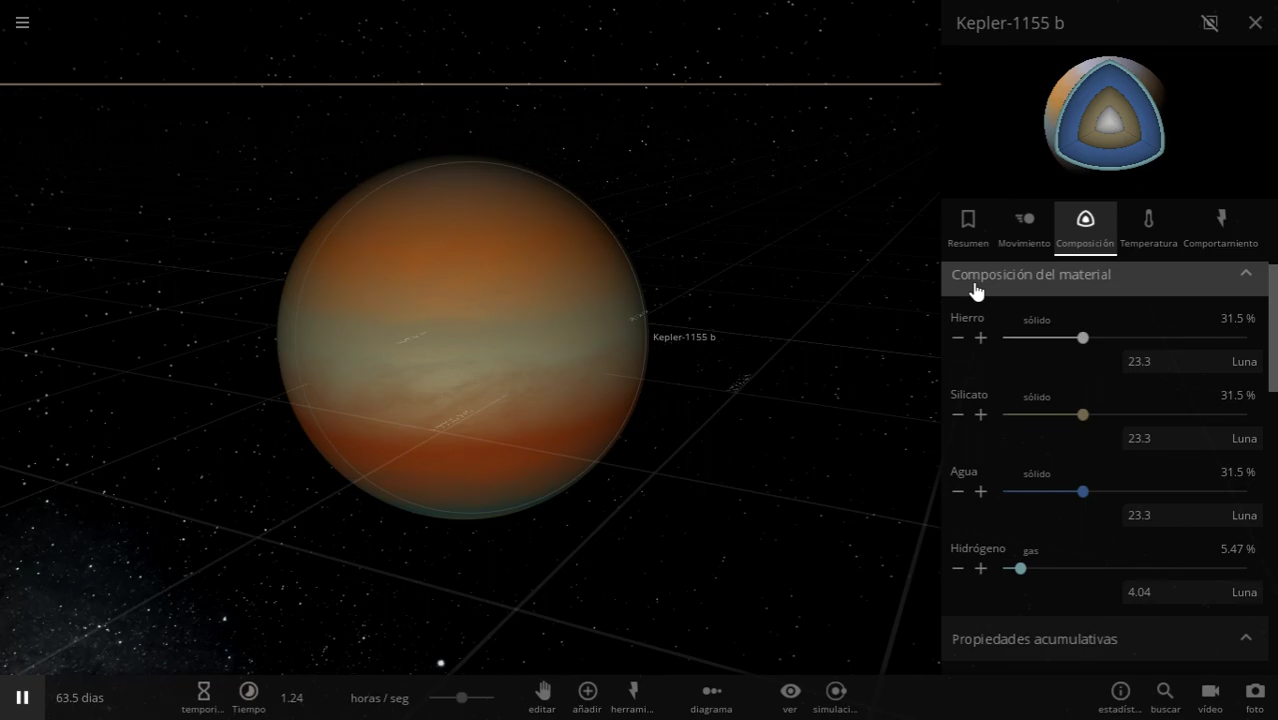 Kepler-1155 b
Resumen
Movimiento
Composición
Temperatura
Comportamiento
Composición del material
Hierro
sólido
31.5 %
23.3
Luna
Silicato
sólido
31.5 %
23.3
Luna
Agua
sólido
31.5 %
23.3
Luna
Hidrógeno
gas
5.47 %
4.04
Luna
Propiedades acumulativas
Kepler-1155 b
63.5 dias
tempori...
Tiempo
1.24
horas / seg
editar
añadir
herrami...
diagrama
ver
simulaci...
estadíst...
buscar
vídeo
foto